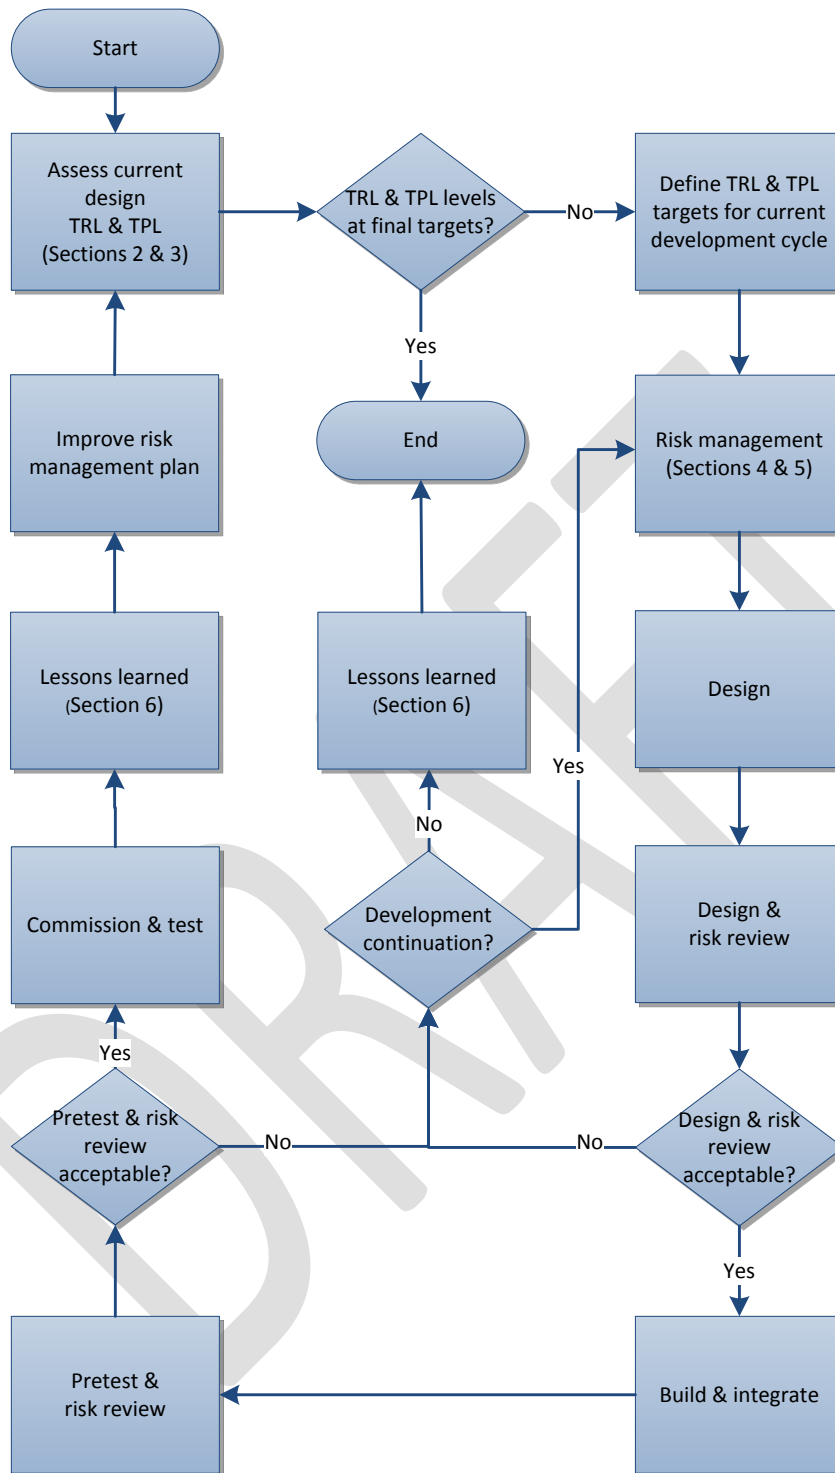 Start
Assess current
design
TRL & TPL
(Sections 2 & 3)
TRL & TPL levels
at final targets?
No
Define TRL & TPL
targets for current
development cycle
Yes
Improve risk
management plan
End
Risk management
(Sections 4 & 5)
Lessons learned
(Section 6)
Lessons learned
(Section 6)
Design
Yes
No
Commission & test
Development
continuation?
Design &
risk review
Yes
Pretest & risk
review
acceptable?
No
No
Design & risk
review
acceptable?
Yes
Pretest &
risk review
Build & integrate
DRAFT